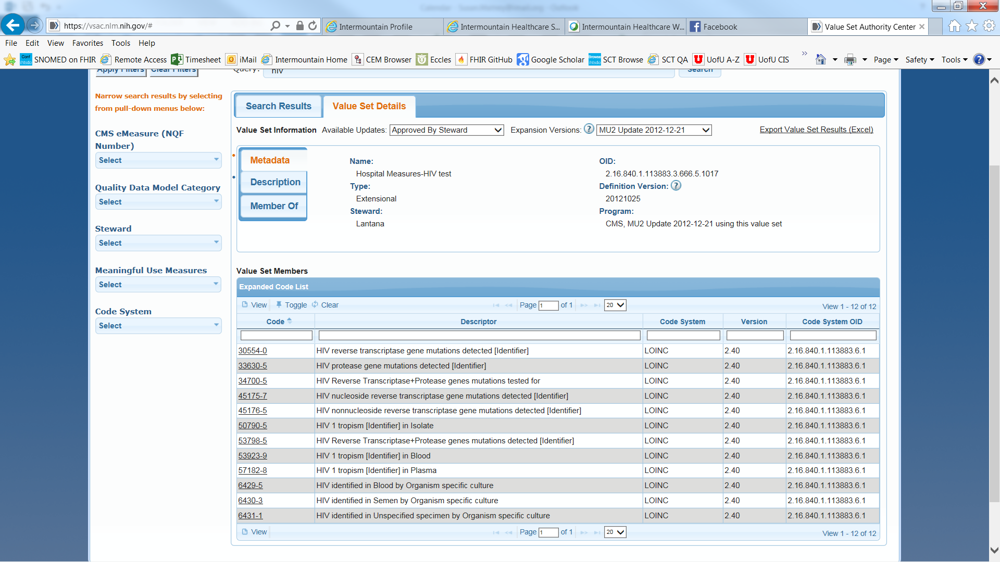 https://vsac.nlm.nih.gov/#
Intermountain Profile
Intermountain Healthcare S...
Intermountain Healthcare W...
Facebook
Value Set Authority Center
File Edit View Favorites Tools Help
SNOMED on FHIR Remote Access Timesheet iMail Intermountain Home CEM Browser Eccles FHIR GitHub Google Scholar SCT Browse SCT QA UofU A-Z UofU CIS Page Safety Tools
Apply Filters Clear Filters Query: hiv Search
Narrow search results by selecting
from pull-down menus below:
CMS eMeasure (NQF
Number)
Select
Quality Data Model Category
Select
Steward
Select
Meaningful Use Measures
Select
Code System
Select
Search Results Value Set Details
Value Set Information Available Updates: Approved By Steward Expansion Versions: ? MU2 Update 2012-12-21 Export Value Set Results (Excel)
Metadata
Description
Member Of
Name:
Hospital Measures-HIV test
Type:
Extensional
Steward:
Lantana
OID:
2.16.840.1.113883.3.666.5.1017
Definition Version: ?
20121025
Program:
CMS, MU2 Update 2012-12-21 using this value set
Value Set Members
Expanded Code List
View Toggle Clear Page 1 of 1 20 View 1 - 12 of 12
Code Descriptor Code System Version Code System OID
30554-0 HIV reverse transcriptase gene mutations detected [Identifier] LOINC 2.40 2.16.840.1.113883.6.1
33630-5 HIV protease gene mutations detected [Identifier] LOINC 2.40 2.16.840.1.113883.6.1
34700-5 HIV Reverse Transcriptase+Protease genes mutations tested for LOINC 2.40 2.16.840.1.113883.6.1
45175-7 HIV nucleoside reverse transcriptase gene mutations detected [Identifier] LOINC 2.40 2.16.840.1.113883.6.1
45176-5 HIV nonnucleoside reverse transcriptase gene mutations detected [Identifier] LOINC 2.40 2.16.840.1.113883.6.1
50790-5 HIV 1 tropism [Identifier] in Isolate LOINC 2.40 2.16.840.1.113883.6.1
53798-5 HIV Reverse Transcriptase+Protease genes mutations detected [Identifier] LOINC 2.40 2.16.840.1.113883.6.1
53923-9 HIV 1 tropism [Identifier] in Blood LOINC 2.40 2.16.840.1.113883.6.1
57182-8 HIV 1 tropism [Identifier] in Plasma LOINC 2.40 2.16.840.1.113883.6.1
6429-5 HIV identified in Blood by Organism specific culture LOINC 2.40 2.16.840.1.113883.6.1
6430-3 HIV identified in Semen by Organism specific culture LOINC 2.40 2.16.840.1.113883.6.1
6431-1 HIV identified in Unspecified specimen by Organism specific culture LOINC 2.40 2.16.840.1.113883.6.1
View Page 1 of 1 20 View 1 - 12 of 12